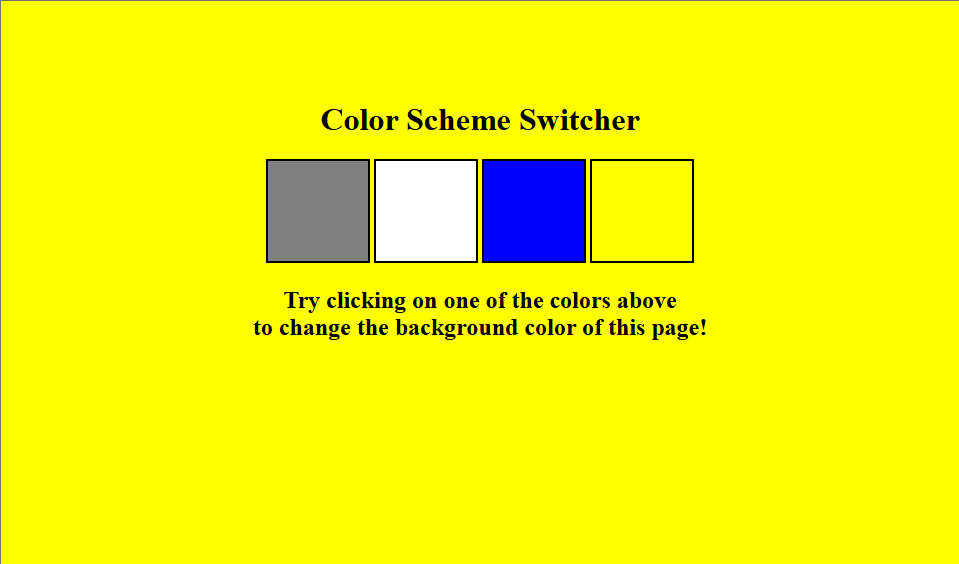 Color Scheme Switcher
Try clicking on one of the colors above
to change the background color of this page!